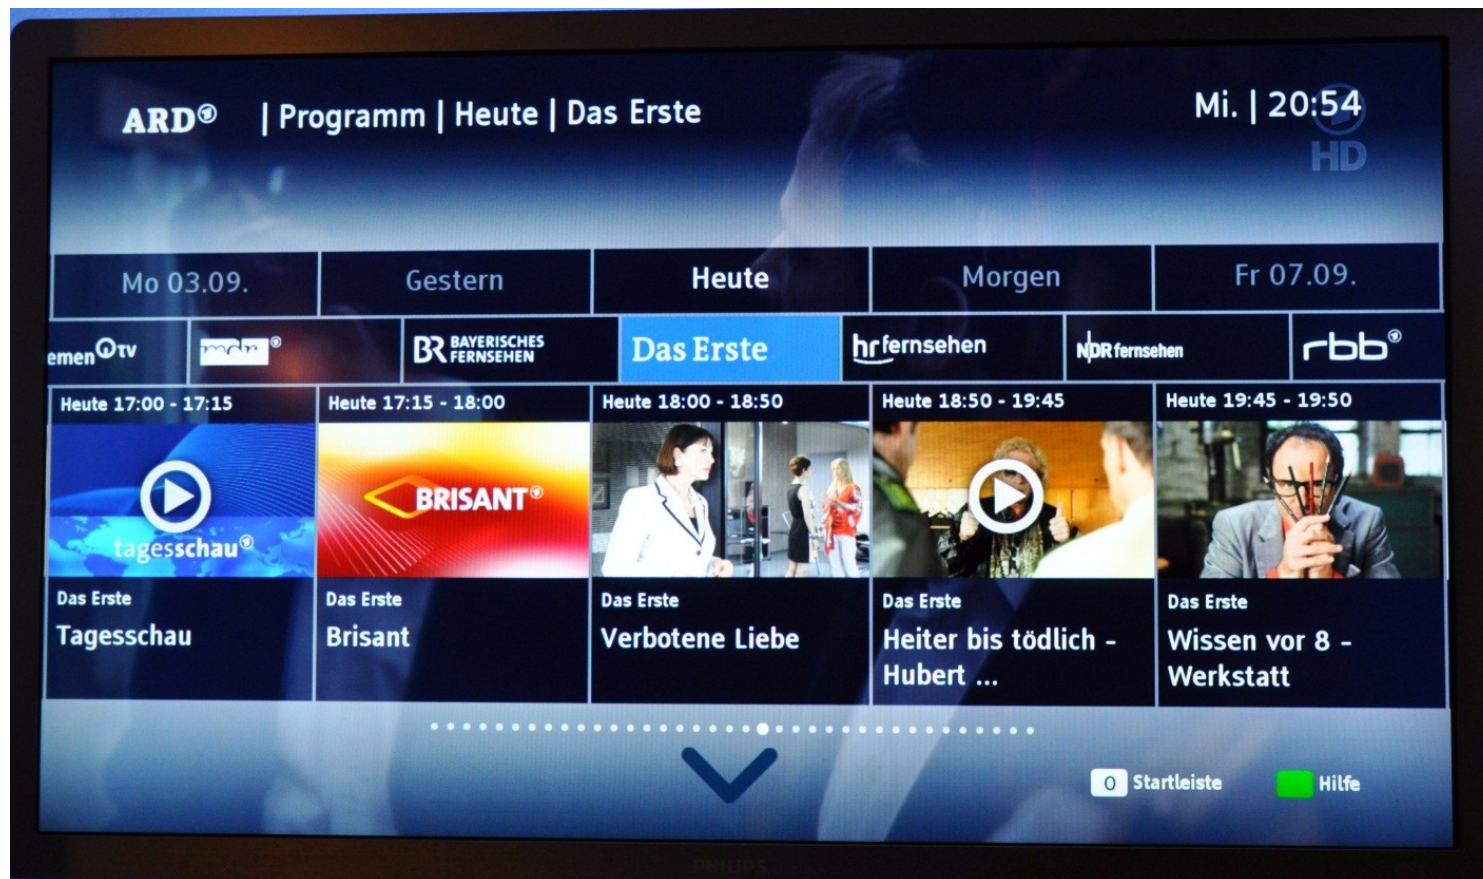 ARD | Programm | Heute | Das Erste
Mi. | 20:54
HD
Mo 03.09.
Gestern
Heute
Morgen
Fr 07.09.
emen TV
mdr
BR BAYERISCHES FERNSEHEN
Das Erste
hr fernsehen
NDR fernsehen
rbb
Heute 17:00 - 17:15
Heute 17:15 - 18:00
Heute 18:00 - 18:50
Heute 18:50 - 19:45
Heute 19:45 - 19:50
tagesschau
BRISANT
Das Erste
Tagesschau
Das Erste
Brisant
Das Erste
Verbotene Liebe
Das Erste
Heiter bis tödlich -
Hubert ...
Das Erste
Wissen vor 8 -
Werkstatt
0 Startleiste
Hilfe
PHILIPS